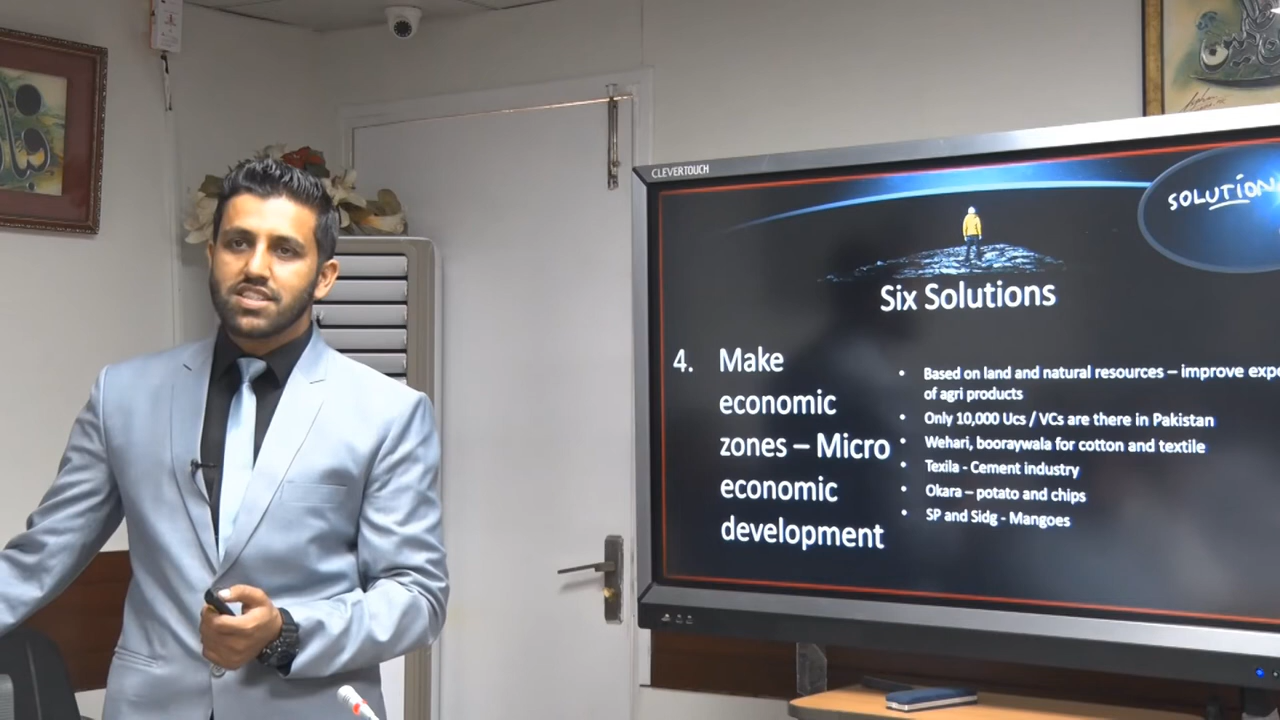 CLEVERTOUCH
SOLUTION
Six Solutions
4. Make
economic
zones – Micro
economic
development
• Based on land and natural resources – improve expo
of agri products
• Only 10,000 Ucs / VCs are there in Pakistan
• Wehari, booraywala for cotton and textile
• Texila - Cement industry
• Okara – potato and chips
• SP and Sidg - Mangoes